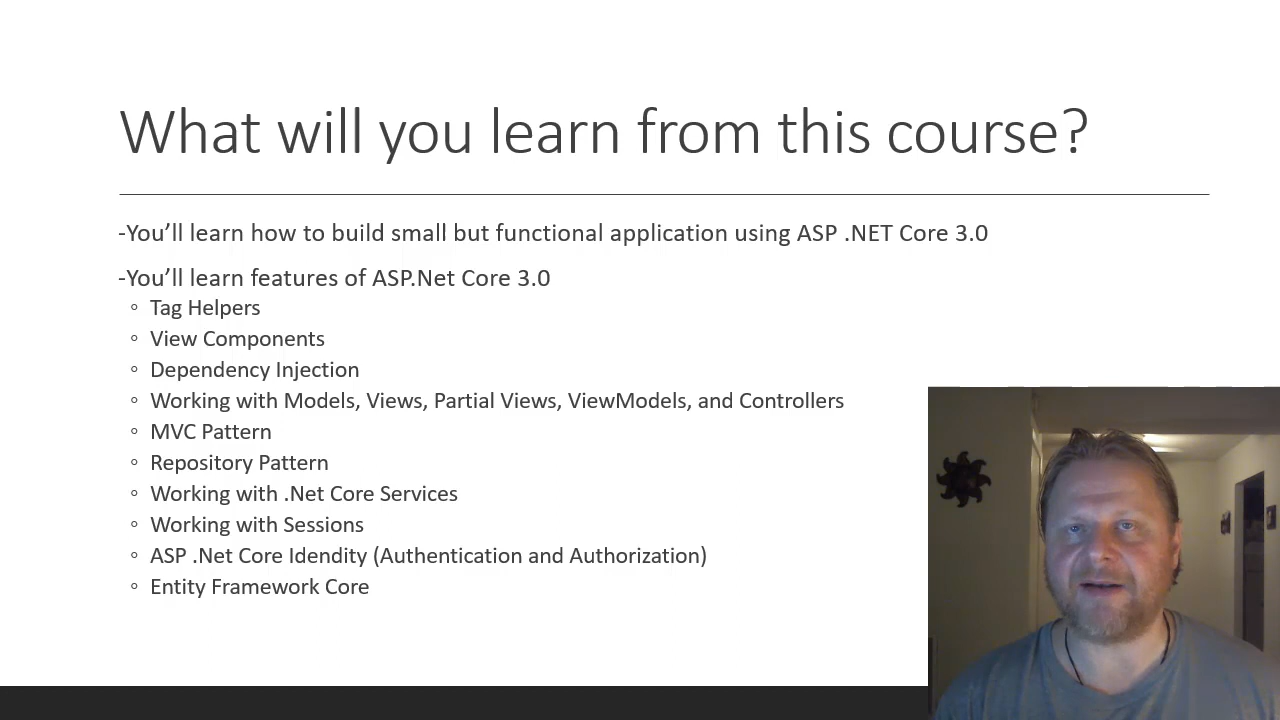 What will you learn from this course?
-You’ll learn how to build small but functional application using ASP .NET Core 3.0
-You’ll learn features of ASP.Net Core 3.0
◦ Tag Helpers
◦ View Components
◦ Dependency Injection
◦ Working with Models, Views, Partial Views, ViewModels, and Controllers
◦ MVC Pattern
◦ Repository Pattern
◦ Working with .Net Core Services
◦ Working with Sessions
◦ ASP .Net Core Idendity (Authentication and Authorization)
◦ Entity Framework Core